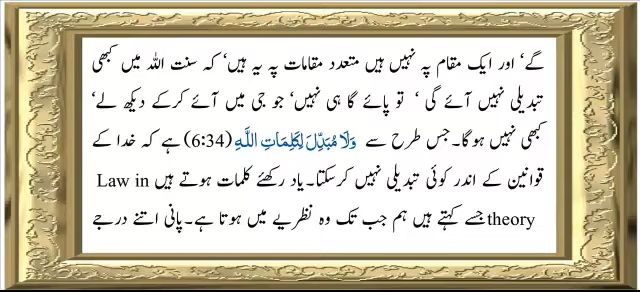 گے‘ اور ایک مقام پہ نہیں ہیں متعدد مقامات پہ یہ ہیں‘ کہ سنت اللہ میں کبھی
تبدیلی نہیں آئے گی ‘ تو پائے گا ہی نہیں‘ جو جی میں آئے کرکے دیکھ لے‘
کبھی نہیں ہوگا۔ جس طرح سے وَلَا مُبَدِّلَ لِكَلِمَاتِ اللَّهِ (6:34) ہے کہ خدا کے
قوانین کے اندر کوئی تبدیلی نہیں کرسکتا۔ یاد رکھئے کلمات ہوتے ہیں Law in
theory جسے کہتے ہیں ہم جب تک وہ نظریے میں ہوتا ہے۔ پانی اتنے درجے